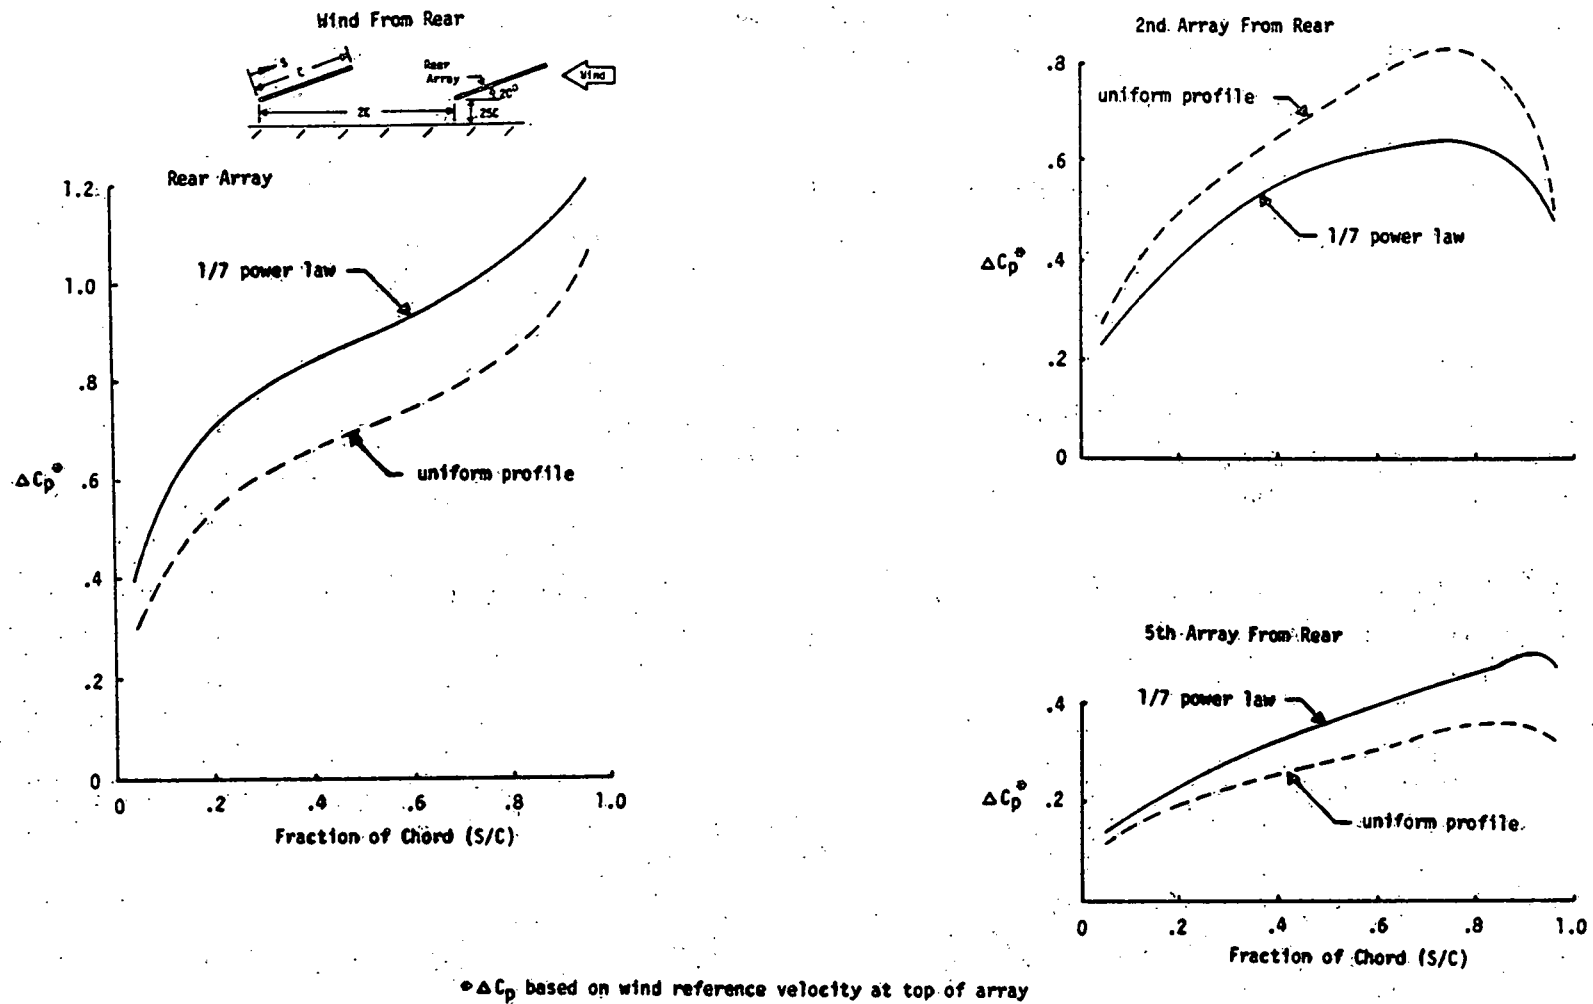 Wind From Rear
S
C
Rear
Array
20°
Wind
2C
.25C
Rear Array
1.2
1.0
.8
.6
.4
.2
0
ΔCp*
1/7 power law
uniform profile
0 .2 .4 .6 .8 1.0
Fraction of Chord (S/C)
2nd Array From Rear
.8
.6
.4
.2
0
ΔCp*
uniform profile
1/7 power law
5th Array From Rear
.4
.2
ΔCp*
1/7 power law
uniform profile
0 .2 .4 .6 .8 1.0
Fraction of Chord (S/C)
*ΔCp based on wind reference velocity at top of array